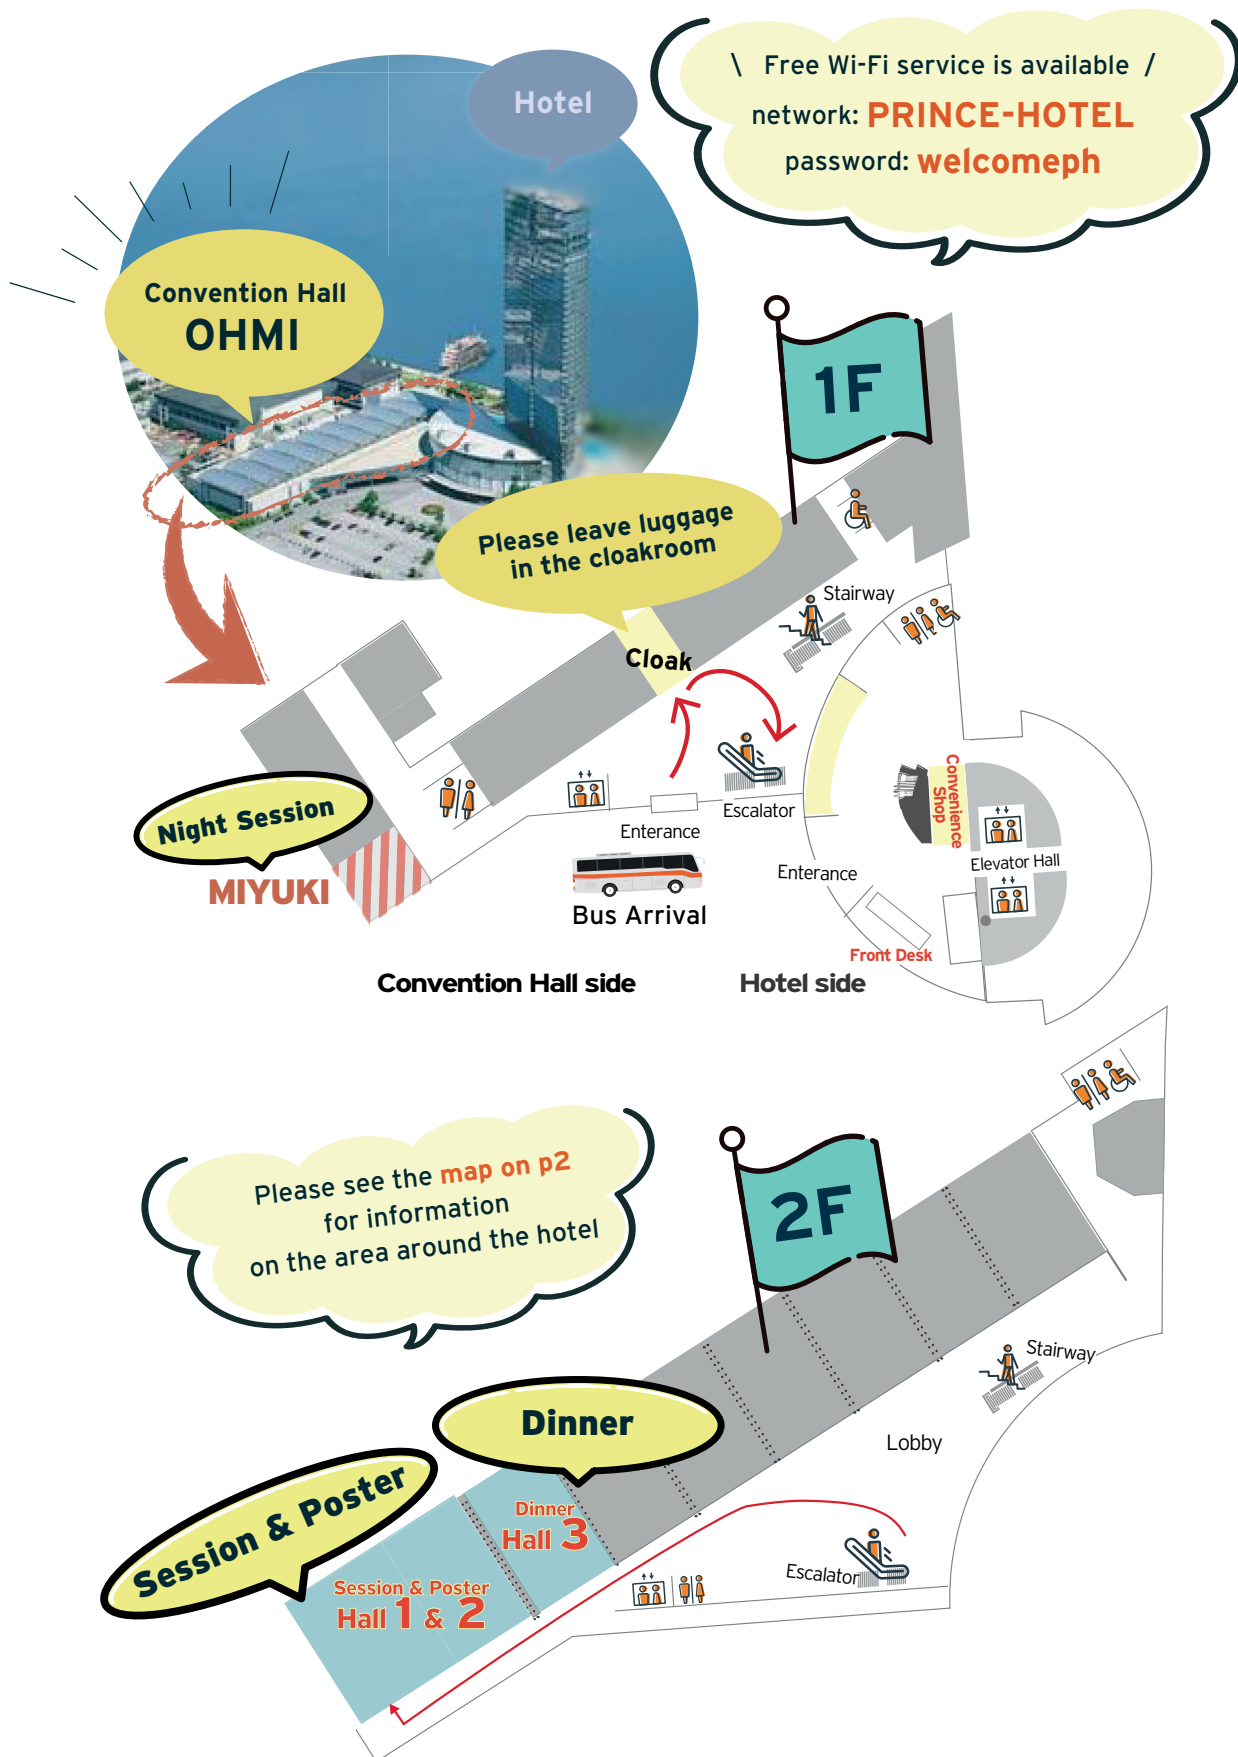 \ Free Wi-Fi service is available /
network: PRINCE-HOTEL
password: welcomeph
Hotel
Convention Hall
OHMI
1F
Please leave luggage
in the cloakroom
Stairway
Cloak
Convenience
Shop
Night Session
MIYUKI
Escalator
Enterance
Bus Arrival
Enterance
Elevator Hall
Front Desk
Convention Hall side
Hotel side
Please see the map on p2
for information
on the area around the hotel
2F
Stairway
Dinner
Lobby
Session & Poster
Dinner
Hall 3
Escalator
Session & Poster
Hall 1 & 2